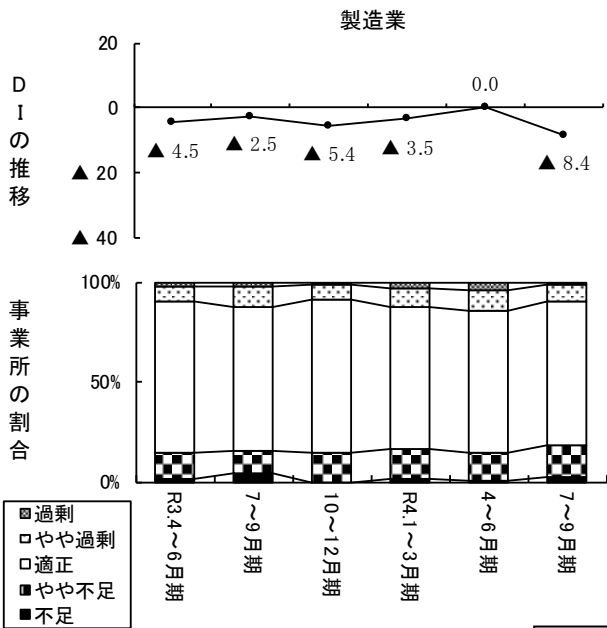 製造業
DIの推移
20
0
▲ 20
▲ 40
▲ 4.5
▲ 2.5
▲ 5.4
▲ 3.5
0.0
▲ 8.4
事業所の割合
100%
50%
0%
R3.4～6月期
7～9月期
10～12月期
R4.1～3月期
4～6月期
7～9月期
過剰
やや過剰
適正
やや不足
不足